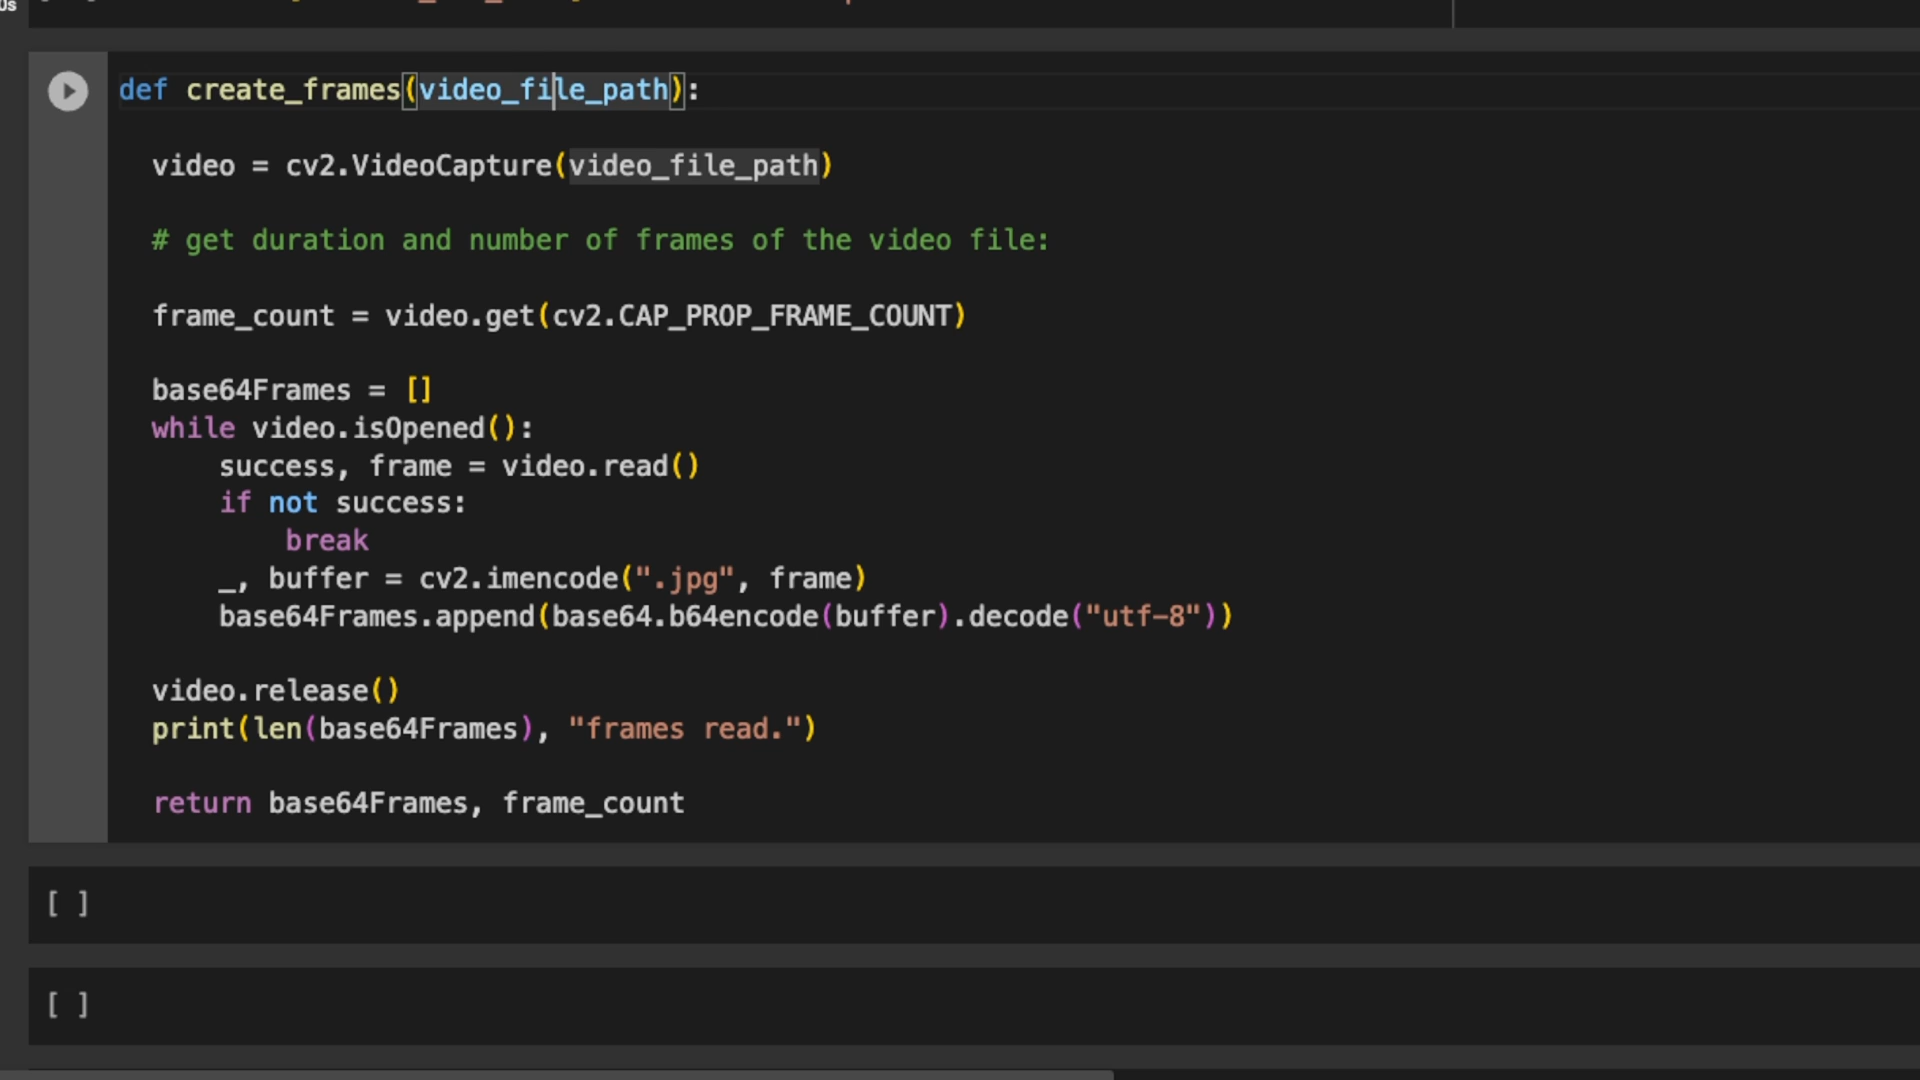 def create_frames(video_file_path):
video = cv2.VideoCapture(video_file_path)
# get duration and number of frames of the video file:
frame_count = video.get(cv2.CAP_PROP_FRAME_COUNT)
base64Frames = []
while video.isOpened():
success, frame = video.read()
if not success:
break
_, buffer = cv2.imencode(".jpg", frame)
base64Frames.append(base64.b64encode(buffer).decode("utf-8"))
video.release()
print(len(base64Frames), "frames read.")
return base64Frames, frame_count
[ ]
[ ]